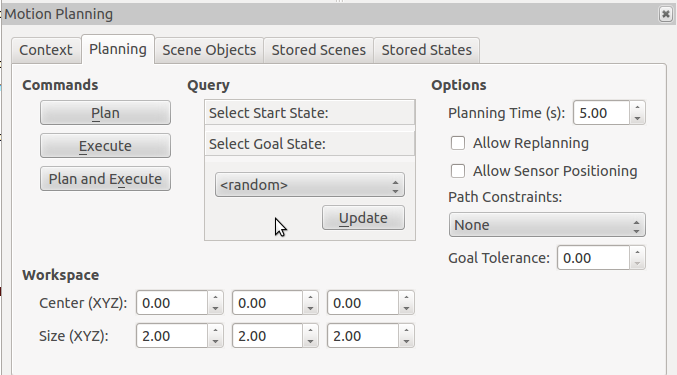 Motion Planning
Context Planning Scene Objects Stored Scenes Stored States
Commands
Plan
Execute
Plan and Execute
Query
Select Start State:
Select Goal State:
<random>
Update
Options
Planning Time (s): 5.00
Allow Replanning
Allow Sensor Positioning
Path Constraints:
None
Goal Tolerance: 0.00
Workspace
Center (XYZ): 0.00 0.00 0.00
Size (XYZ): 2.00 2.00 2.00